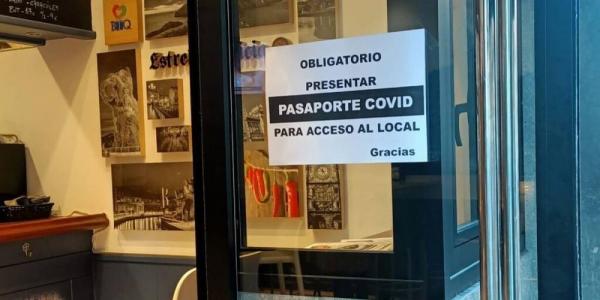 OBLIGATORIO
PRESENTAR
PASAPORTE COVID
PARA ACCESO AL LOCAL
Gracias